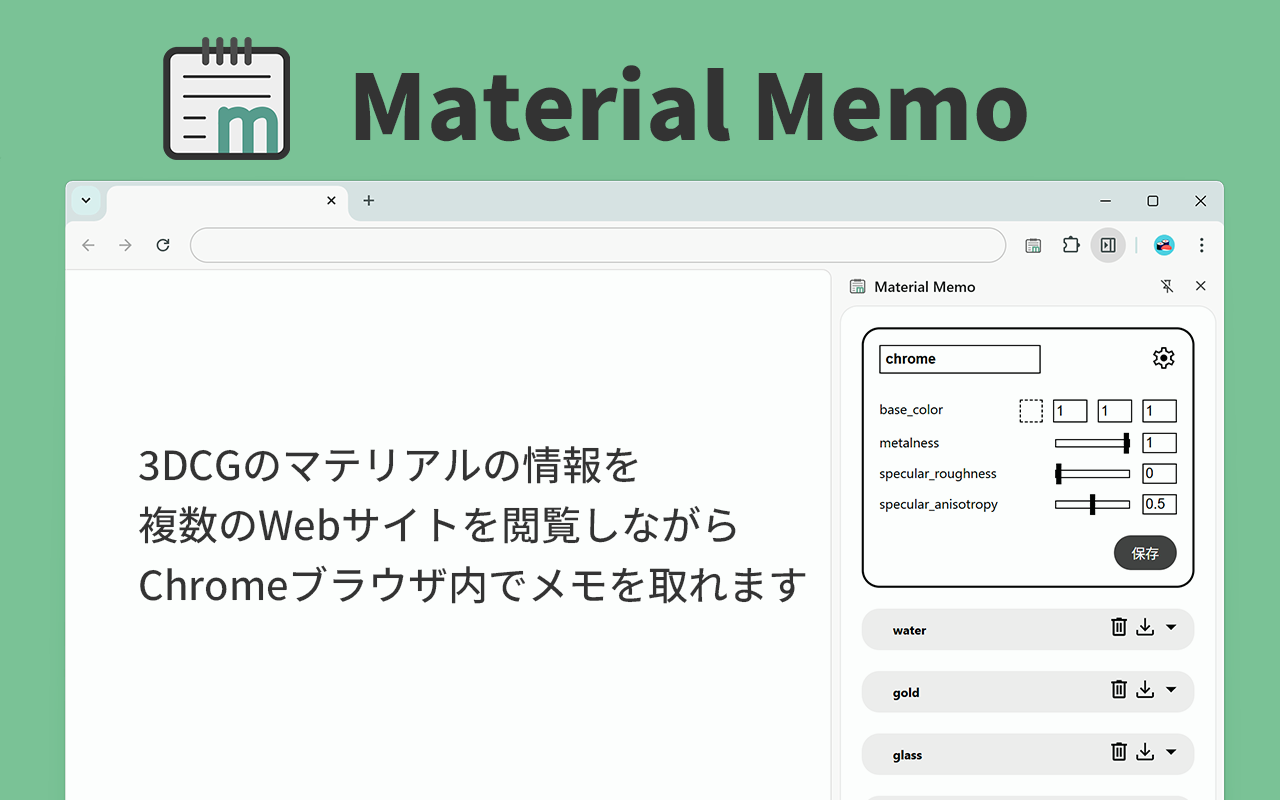 m
Material Memo
Material Memo
chrome
base_color 1 1 1
metalness 1
specular_roughness 0
specular_anisotropy 0.5
保存
water
gold
glass
3DCGのマテリアルの情報を
複数のWebサイトを閲覧しながら
Chromeブラウザ内でメモを取れます